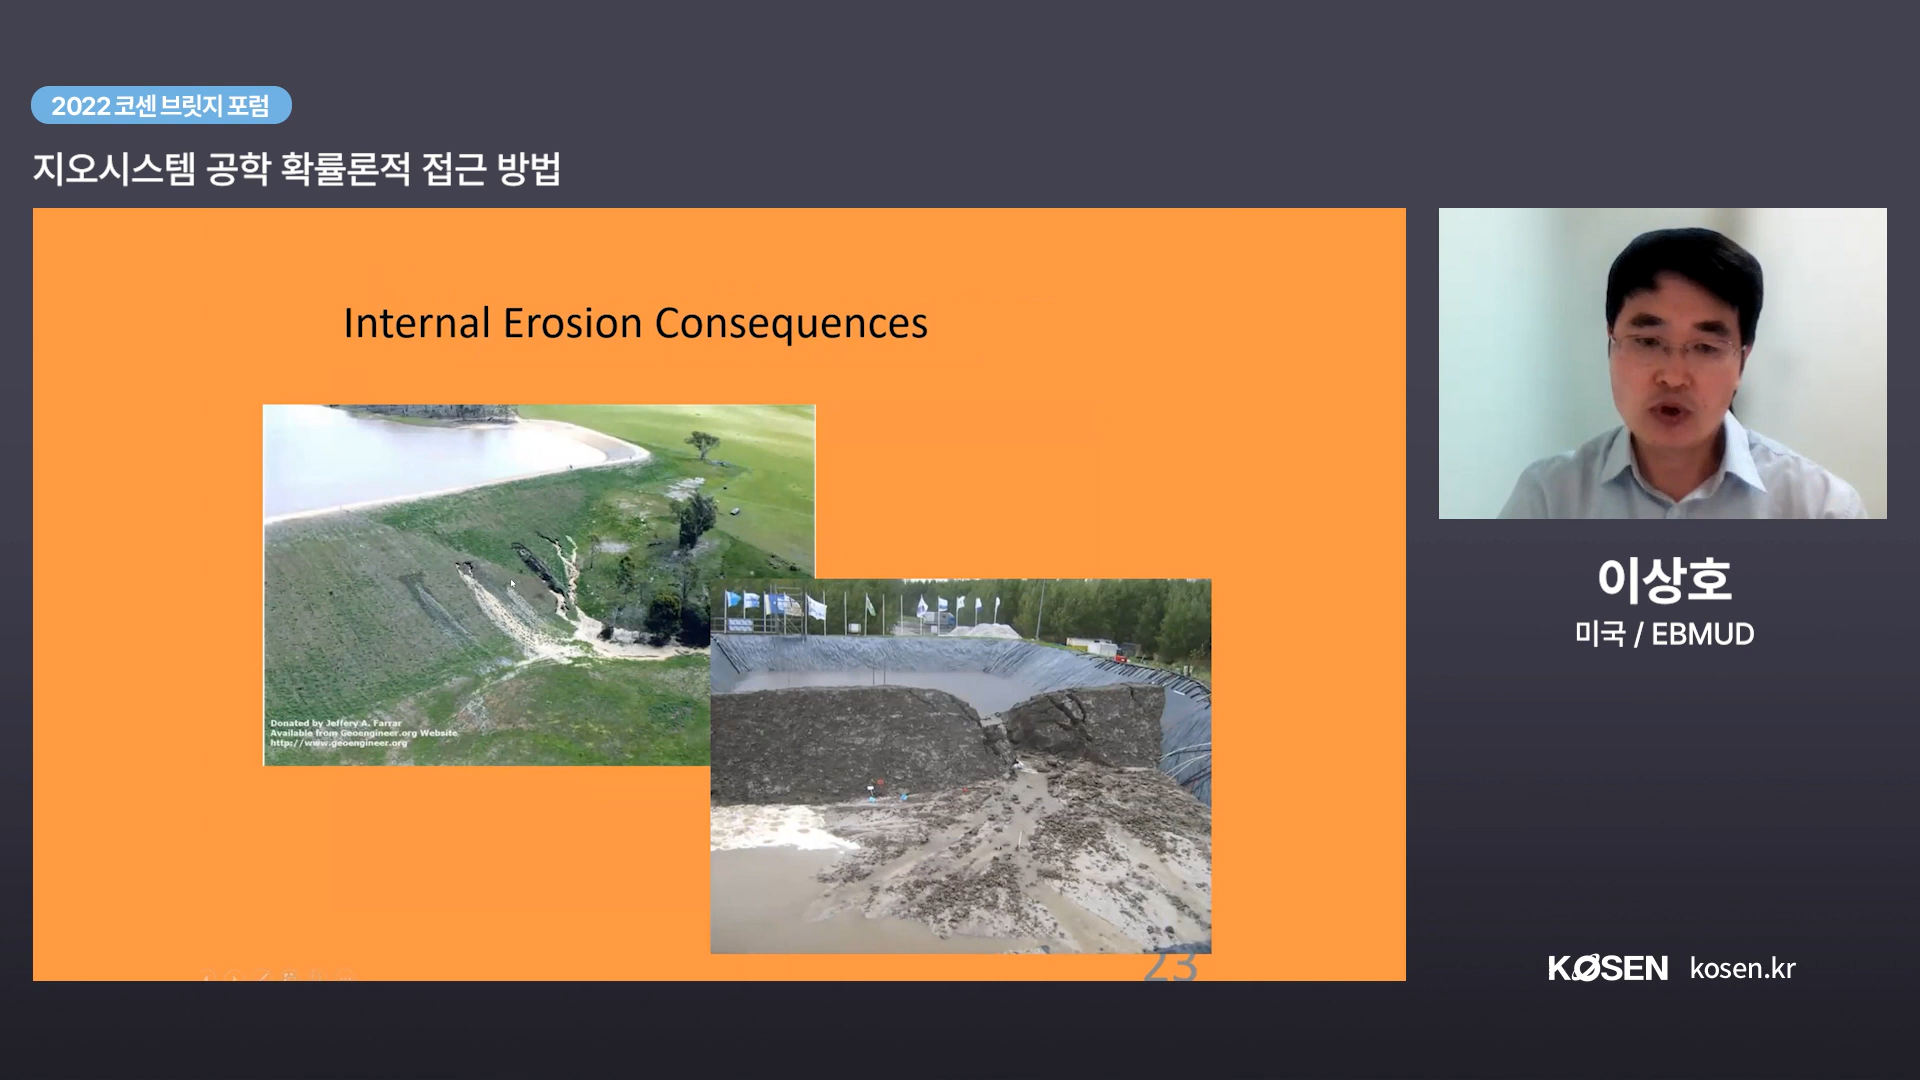 2022 코센 브릿지 포럼
지오시스템 공학 확률론적 접근 방법
Internal Erosion Consequences
Donated by Jeffery A. Farrar
Available from Geoengineer.org Website
http://www.geoengineer.org
23
이상호
미국 / EBMUD
KOSEN kosen.kr